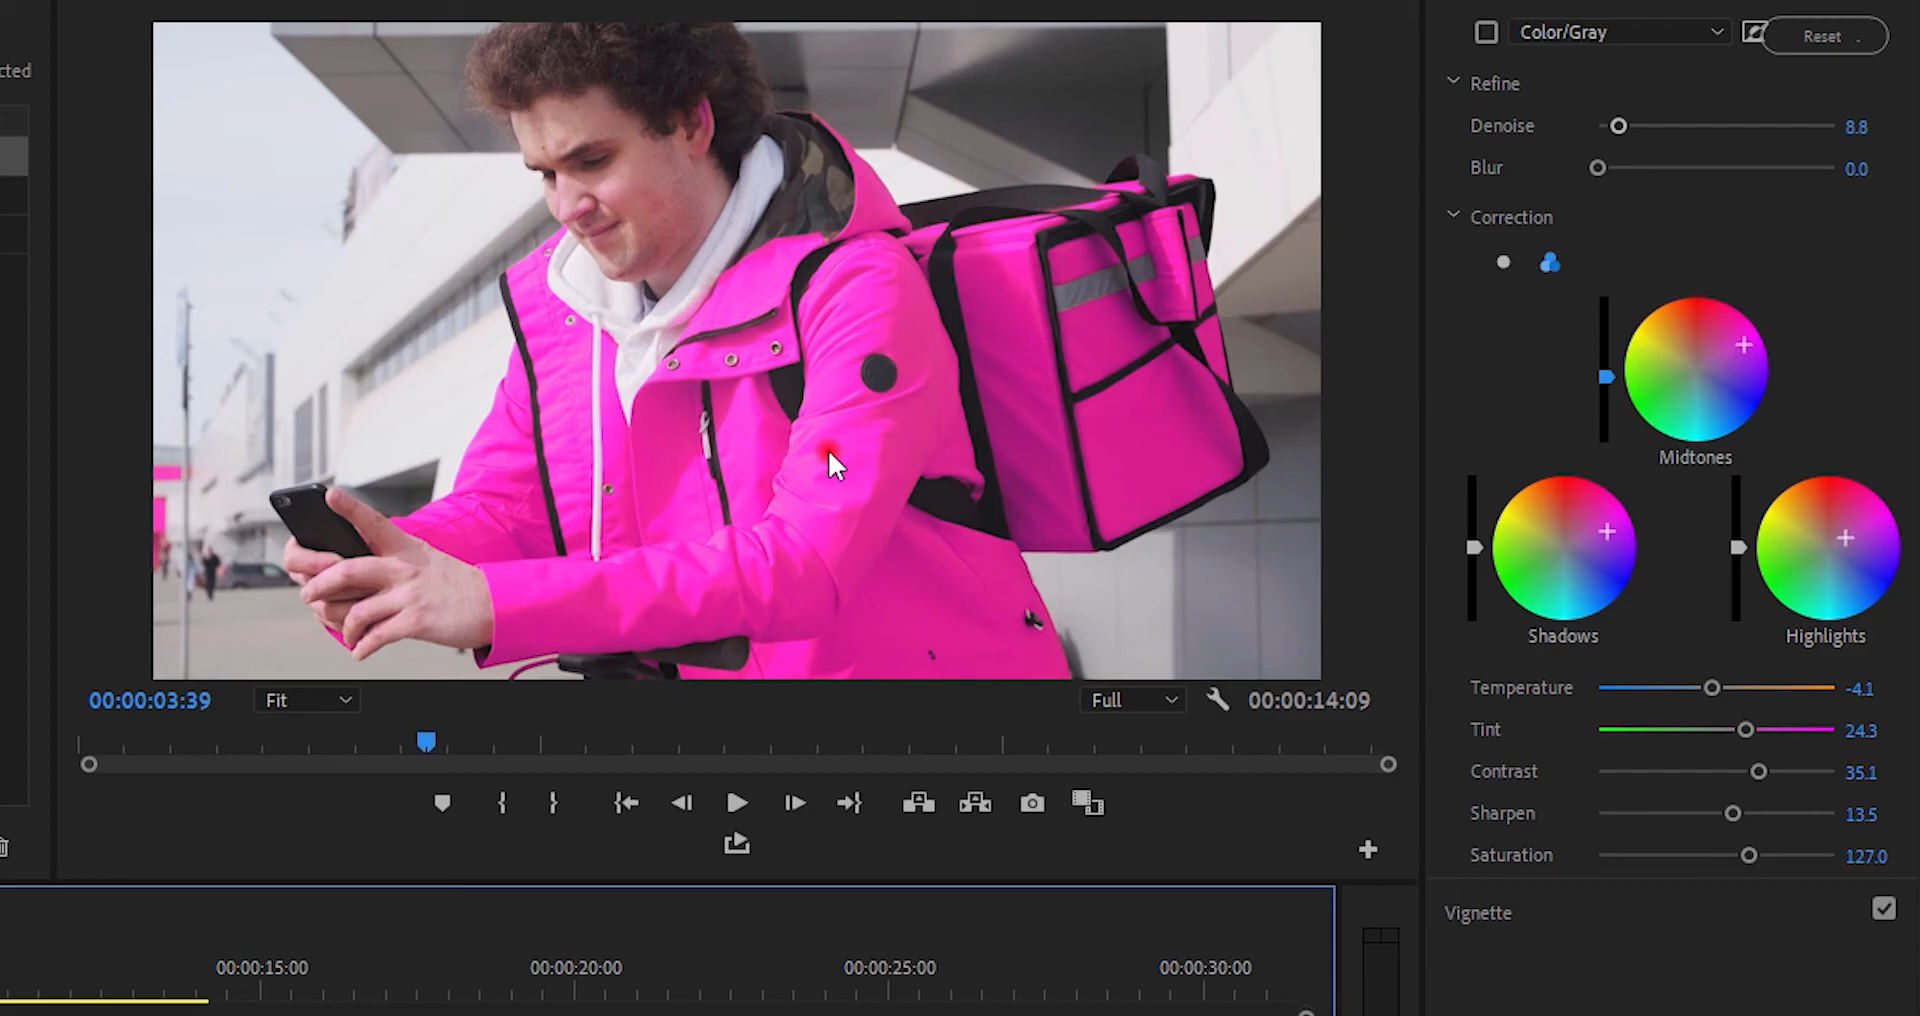 cted
Color/Gray
Reset
Refine
Denoise 8.8
Blur 0.0
Correction
Midtones
Shadows
Highlights
00:00:03:39
Fit
Full
00:00:14:09
Temperature -4.1
Tint 24.3
Contrast 35.1
Sharpen 13.5
Saturation 127.0
Vignette
00:00:15:00
00:00:20:00
00:00:25:00
00:00:30:00